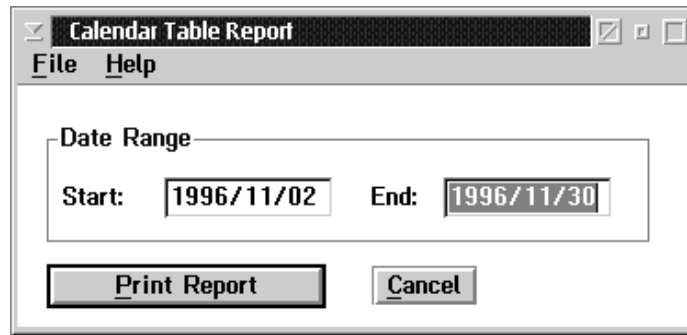 Calendar Table Report
File Help
Date Range
Start: 1996/11/02 End: 1996/11/30
Print Report Cancel